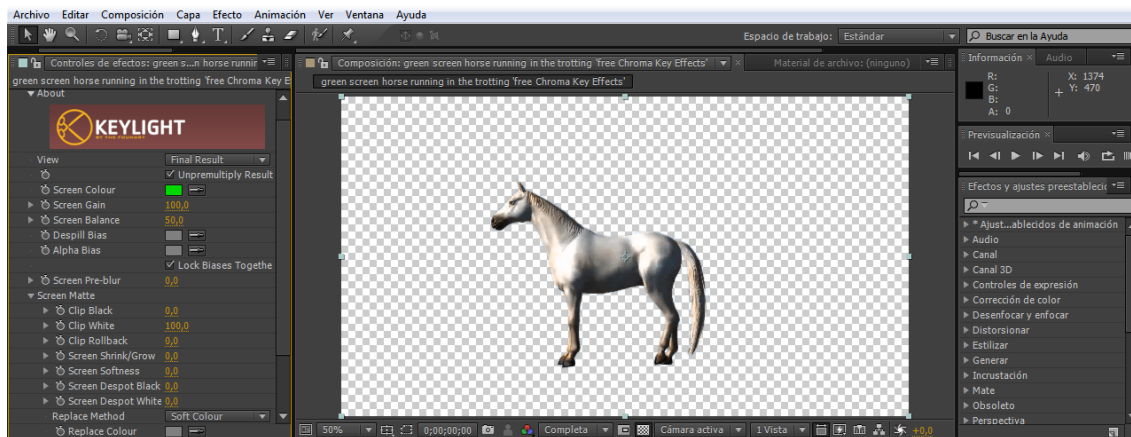 Archivo Editar Composición Capa Efecto Animación Ver Ventana Ayuda
Espacio de trabajo: Estándar
Buscar en la Ayuda
Controles de efectos: green s...n horse runnir
green screen horse running in the trotting 'free Chroma Key E
About
KEYLIGHT
BY THE FOUNDRY
View Final Result
Unpremultiply Result
Screen Colour
Screen Gain 100,0
Screen Balance 50,0
Despill Bias
Alpha Bias
Lock Biases Togethe
Screen Pre-blur 0,0
Screen Matte
Clip Black 0,0
Clip White 100,0
Clip Rollback 0,0
Screen Shrink/Grow 0,0
Screen Softness 0,0
Screen Despot Black 0,0
Screen Despot White 0,0
Replace Method Soft Colour
Replace Colour
Composición: green screen horse running in the trotting 'free Chroma Key Effects'
Material de archivo: (ninguno)
green screen horse running in the trotting 'free Chroma Key Effects'
50% 0;00;00;00 Completa Cámara activa 1 Vista +0,0
Información Audio
R: X: 1374
G: Y: 470
B:
A: 0
Previsualización
Efectos y ajustes preestableci
* Ajust...ablecidos de animación
Audio
Canal
Canal 3D
Controles de expresión
Corrección de color
Desenfocar y enfocar
Distorsionar
Estilizar
Generar
Incrustación
Mate
Obsoleto
Perspectiva